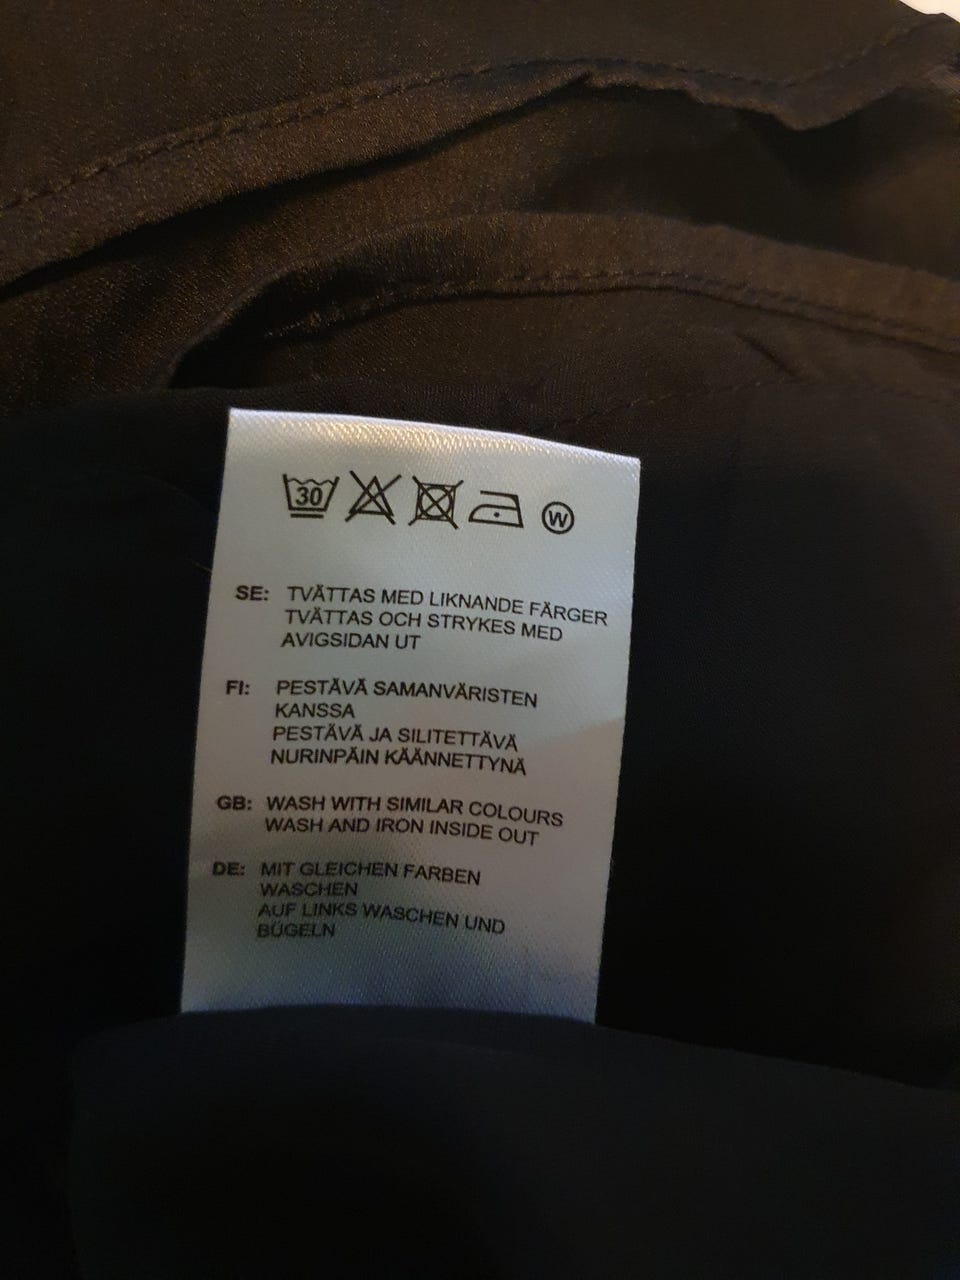 30 W
SE: TVÄTTAS MED LIKNANDE FÄRGER
TVÄTTAS OCH STRYKES MED
AVIGSIDAN UT
FI: PESTÄVÄ SAMANVÄRISTEN
KANSSA
PESTÄVÄ JA SILITETTÄVÄ
NURINPÄIN KÄÄNNETTYNÄ
GB: WASH WITH SIMILAR COLOURS
WASH AND IRON INSIDE OUT
DE: MIT GLEICHEN FARBEN
WASCHEN
AUF LINKS WASCHEN UND
BÜGELN